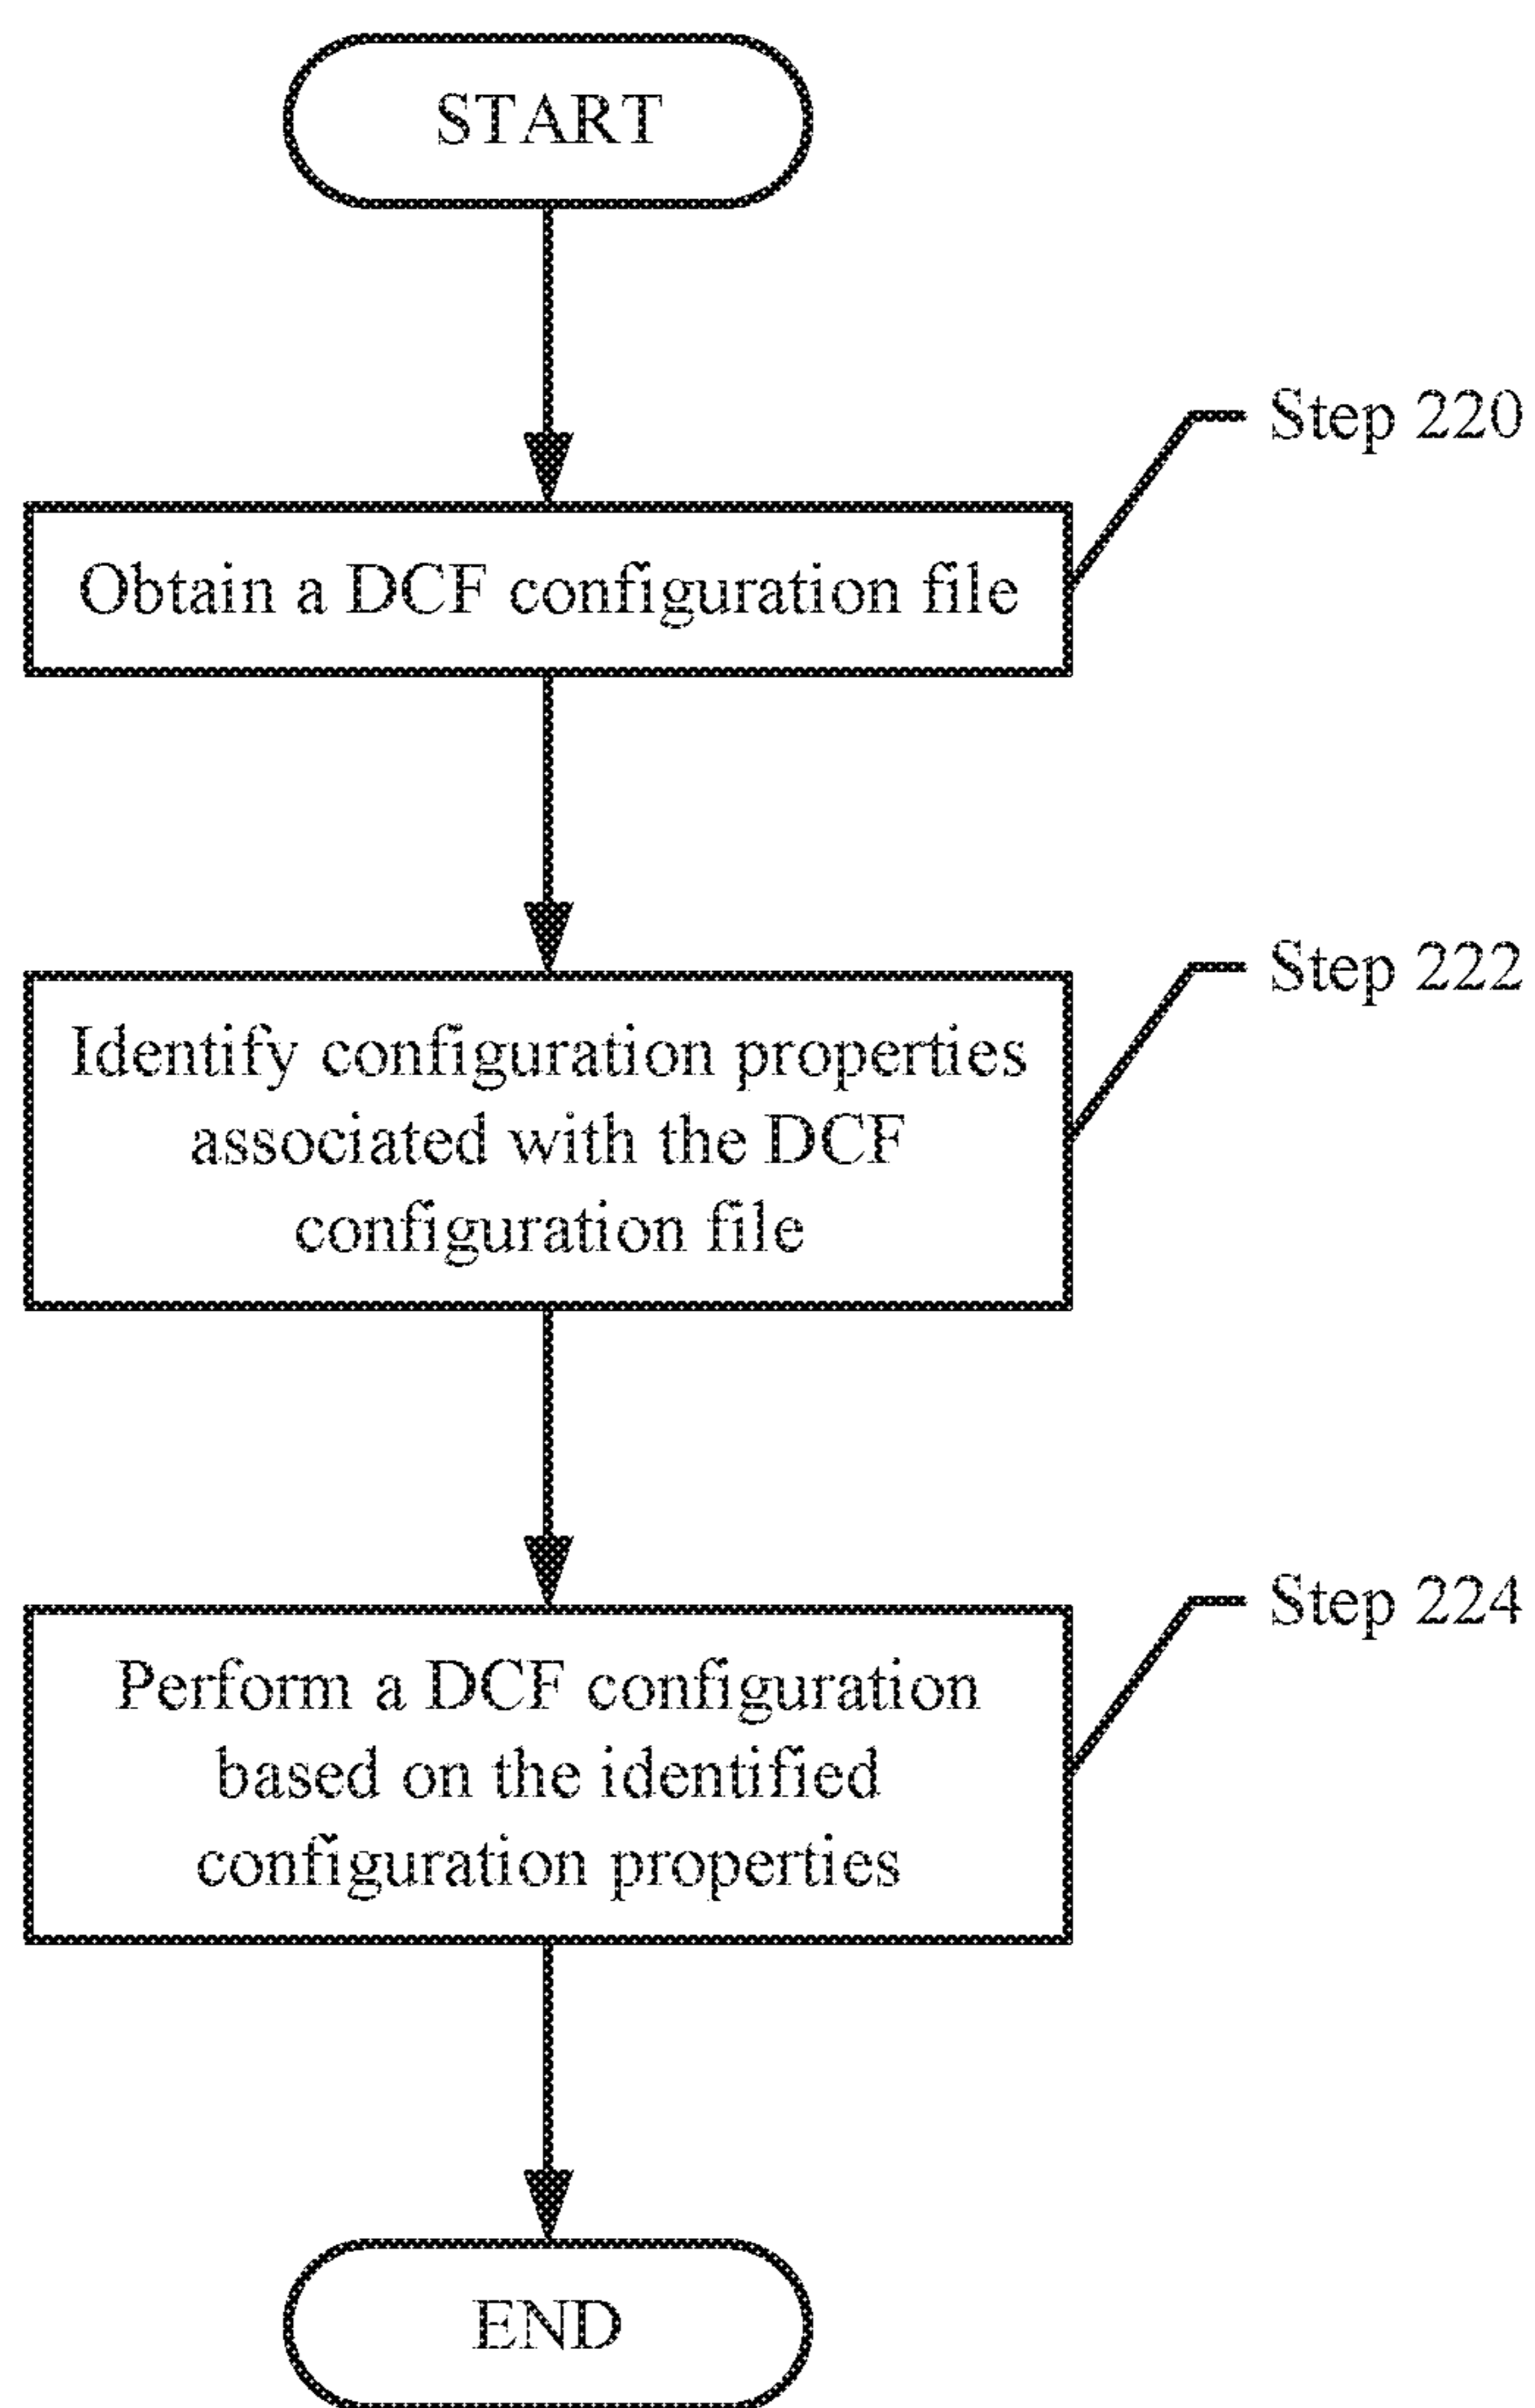 START
Step 220
Obtain a DCF configuration file
Step 222
Identify configuration properties
associated with the DCF
configuration file
Step 224
Perform a DCF configuration
based on the identified
configuration properties
END